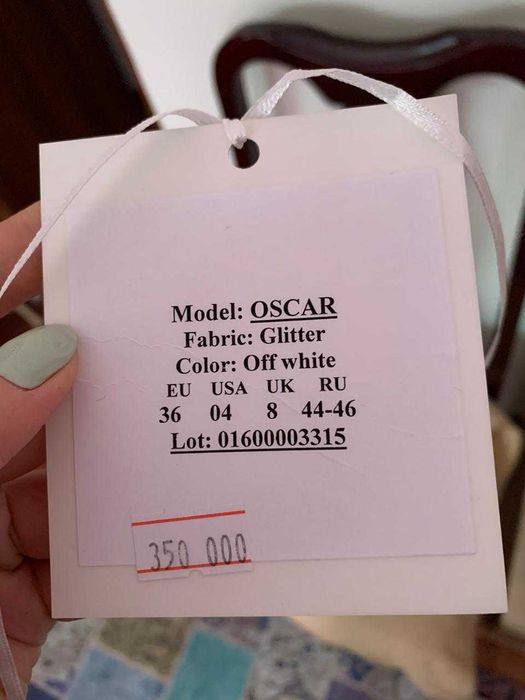 Model: OSCAR
Fabric: Glitter
Color: Off white
EU USA UK RU
36 04 8 44-46
Lot: 01600003315
350 000